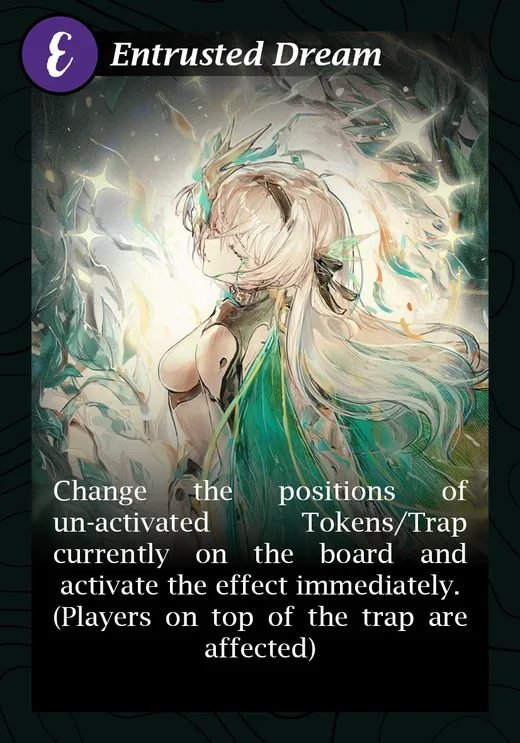 ℰ Entrusted Dream
Change the positions of
un-activated Tokens/Trap
currently on the board and
activate the effect immediately.
(Players on top of the trap are
affected)